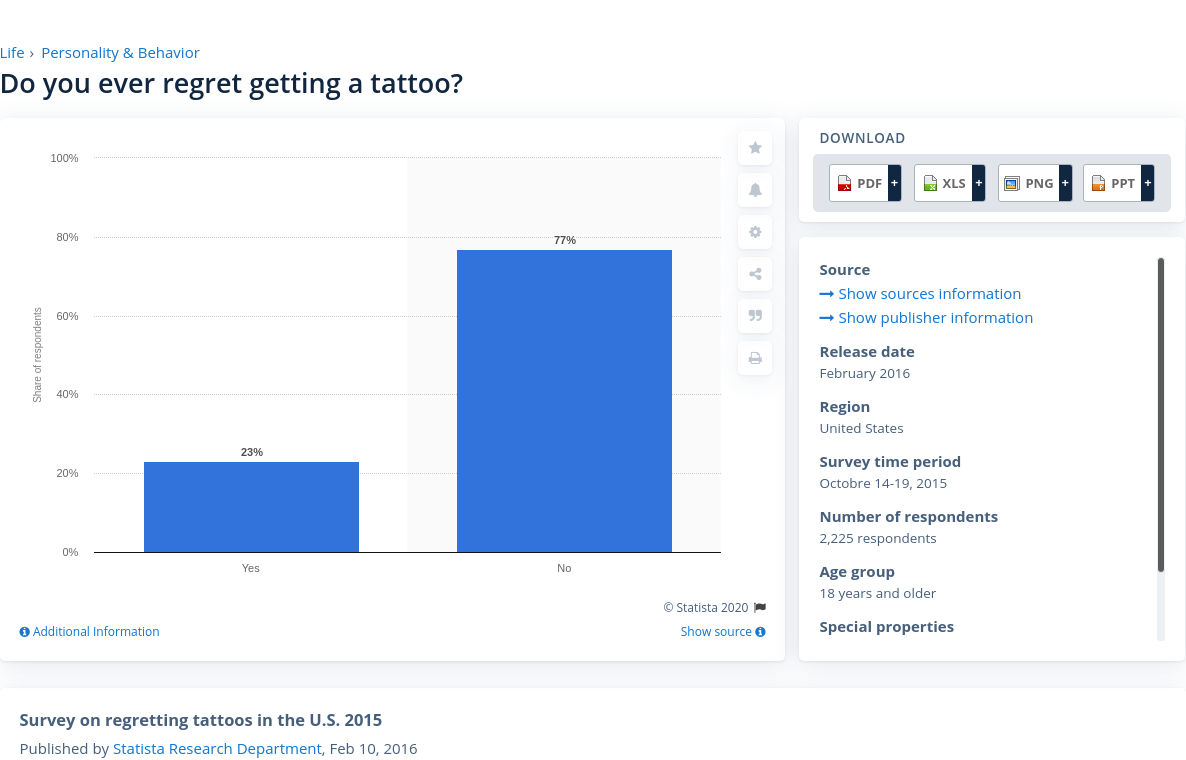 Life › Personality & Behavior
Do you ever regret getting a tattoo?
100%
80%
60%
40%
20%
0%
Share of respondents
23%
77%
Yes
No
© Statista 2020
Additional Information
Show source
DOWNLOAD
PDF +
XLS +
PNG +
PPT +
Source
Show sources information
Show publisher information
Release date
February 2016
Region
United States
Survey time period
Octobre 14-19, 2015
Number of respondents
2,225 respondents
Age group
18 years and older
Special properties
Survey on regretting tattoos in the U.S. 2015
Published by Statista Research Department, Feb 10, 2016